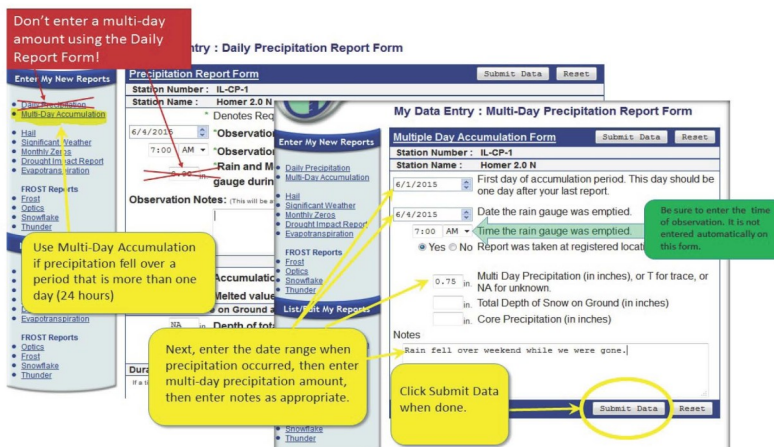 Don't enter a multi-day
amount using the Daily
Report Form!
ntry : Daily Precipitation Report Form
Enter My New Reports
Daily Precipitation
Multi-Day Accumulation
Hail
Significant Weather
Monthly Zeros
Drought Impact Report
Evapotranspiration
FROST Reports
Frost
Optics
Snowflake
Thunder
Precipitation Report Form
Submit Data Reset
Station Number : IL-CP-1
Station Name : Homer 2.0 N
* Denotes Req
6/4/2015 *Observatio
7:00 AM *Observatio
0.00 in. *Rain and M
gauge durin
Observation Notes: (This will be a
Use Multi-Day Accumulation
if precipitation fell over a
period that is more than one
day (24 hours)
Accumulatic
Melted value
on Ground a
NA in. Depth of tot
Evapotranspiration
FROST Reports
Optics
Frost
Snowflake
Thunder
Dura
If a ti
My Data Entry : Multi-Day Precipitation Report Form
Enter My New Reports
Daily Precipitation
Multi-Day Accumulation
Hail
Significant Weather
Monthly Zeros
Drought Impact Report
Evapotranspiration
FROST Reports
Frost
Optics
Snowflake
Thunder
List/Edit My Reports
Snowflake
Thunder
Multiple Day Accumulation Form
Submit Data Reset
Station Number : IL-CP-1
Station Name : Homer 2.0 N
6/1/2015 First day of accumulation period. This day should be
one day after your last report.
6/4/2015 Date the rain gauge was emptied.
7:00 AM Time the rain gauge was emptied.
Yes No Report was taken at registered locat
Be sure to enter the time
of observation. It is not
entered automatically on
this form.
0.75 in. Multi Day Precipitation (in inches), or T for trace, or
NA for unknown.
in. Total Depth of Snow on Ground (in inches)
in. Core Precipitation (in inches)
Notes
Rain fell over weekend while we were gone.
Next, enter the date range when
precipitation occurred, then enter
multi-day precipitation amount,
then enter notes as appropriate.
Click Submit Data
when done.
Submit Data Reset